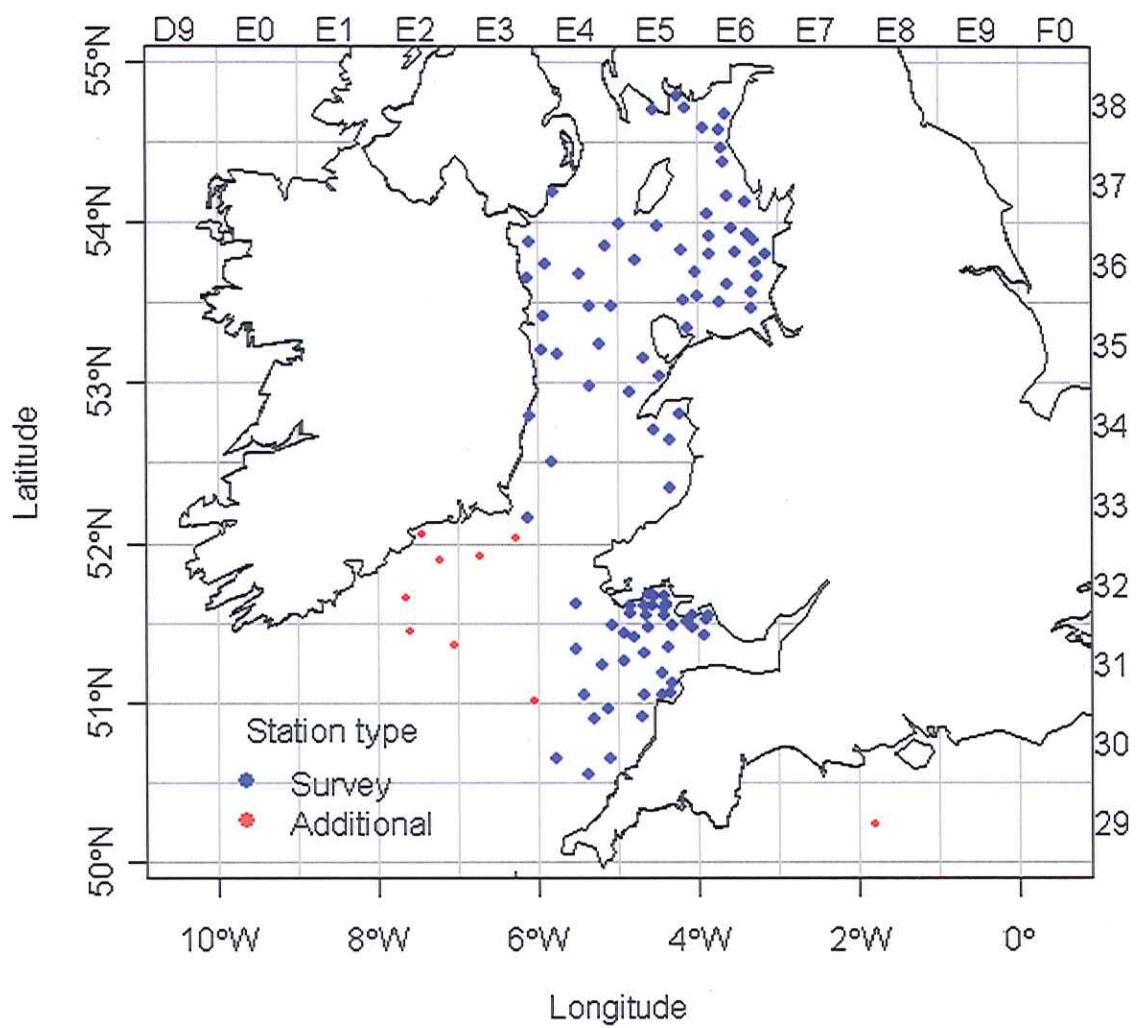 D9 E0 E1 E2 E3 E4 E5 E6 E7 E8 E9 F0
55°N
54°N
53°N
52°N
51°N
50°N
Latitude
38
37
36
35
34
33
32
31
30
29
Station type
Survey
Additional
10°W 8°W 6°W 4°W 2°W 0°
Longitude